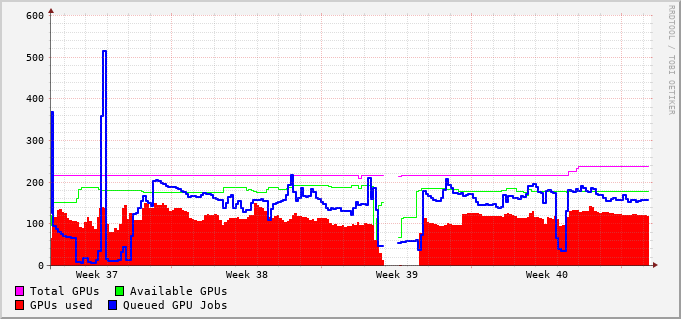 600
500
400
300
200
100
0
Week 37 Week 38 Week 39 Week 40
Total GPUs Available GPUs
GPUs used Queued GPU Jobs
RRDTOOL / TOBI OETIKER